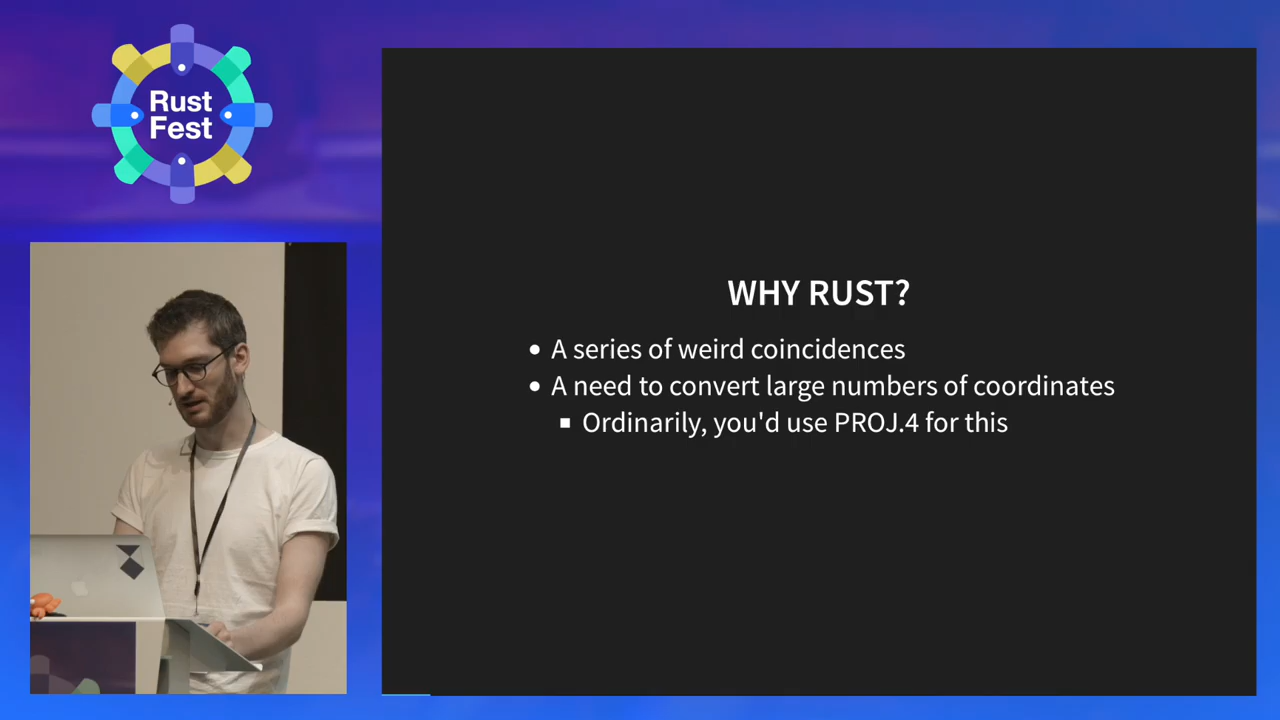 Rust
Fest
WHY RUST?
A series of weird coincidences
A need to convert large numbers of coordinates
Ordinarily, you'd use PROJ.4 for this